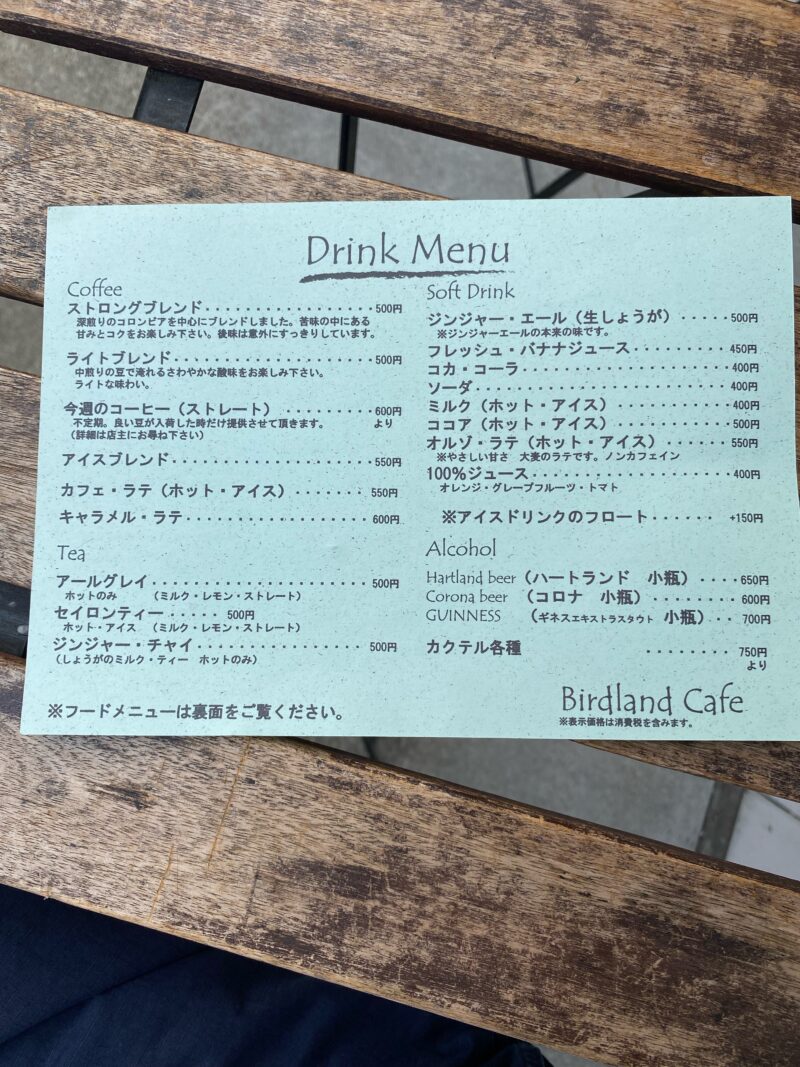 Drink Menu
Coffee
ストロングブレンド・・・・・・・・・・・・・・・・・500円
深煎りのコロンビアを中心にブレンドしました。苦味の中にある
甘みとコクをお楽しみ下さい。後味は意外にすっきりしています。
ライトブレンド・・・・・・・・・・・・・・・・・・・・500円
中煎りの豆で淹れるさわやかな酸味をお楽しみ下さい。
ライトな味わい。
今週のコーヒー（ストレート）・・・・・・・・・600円
不定期。良い豆が入荷した時だけ提供させて頂きます。 より
（詳細は店主にお尋ね下さい）
アイスブレンド・・・・・・・・・・・・・・・・・・・・550円
カフェ・ラテ（ホット・アイス）・・・・・・・550円
キャラメル・ラテ・・・・・・・・・・・・・・・・・・600円
Tea
アールグレイ・・・・・・・・・・・・・・・・・・・・・500円
ホットのみ （ミルク・レモン・ストレート）
セイロンティー・・・・・500円
ホット・アイス （ミルク・レモン・ストレート）
ジンジャー・チャイ・・・・・・・・・・・・・・・・500円
（しょうがのミルク・ティー ホットのみ）
※フードメニューは裏面をご覧ください。
Soft Drink
ジンジャー・エール（生しょうが）・・・・・500円
※ジンジャーエールの本来の味です。
フレッシュ・バナナジュース・・・・・・・・・・450円
コカ・コーラ・・・・・・・・・・・・・・・・・・・・・400円
ソーダ・・・・・・・・・・・・・・・・・・・・・・・・・・400円
ミルク（ホット・アイス）・・・・・・・・・・・・400円
ココア（ホット・アイス）・・・・・・・・・・・・500円
オルゾ・ラテ（ホット・アイス）・・・・・・・550円
※やさしい甘さ 大麦のラテです。ノンカフェイン
100%ジュース・・・・・・・・・・・・・・・・・・・・400円
オレンジ・グレープフルーツ・トマト
※アイスドリンクのフロート・・・・・・ +150円
Alcohol
Hartland beer（ハートランド 小瓶）・・・・650円
Corona beer （コロナ 小瓶）・・・・・・・・600円
GUINNESS （ギネスエキストラスタウト 小瓶）・・ 700円
カクテル各種 ・・・・・・・・750円
より
Birdland Cafe
※表示価格は消費税を含みます。